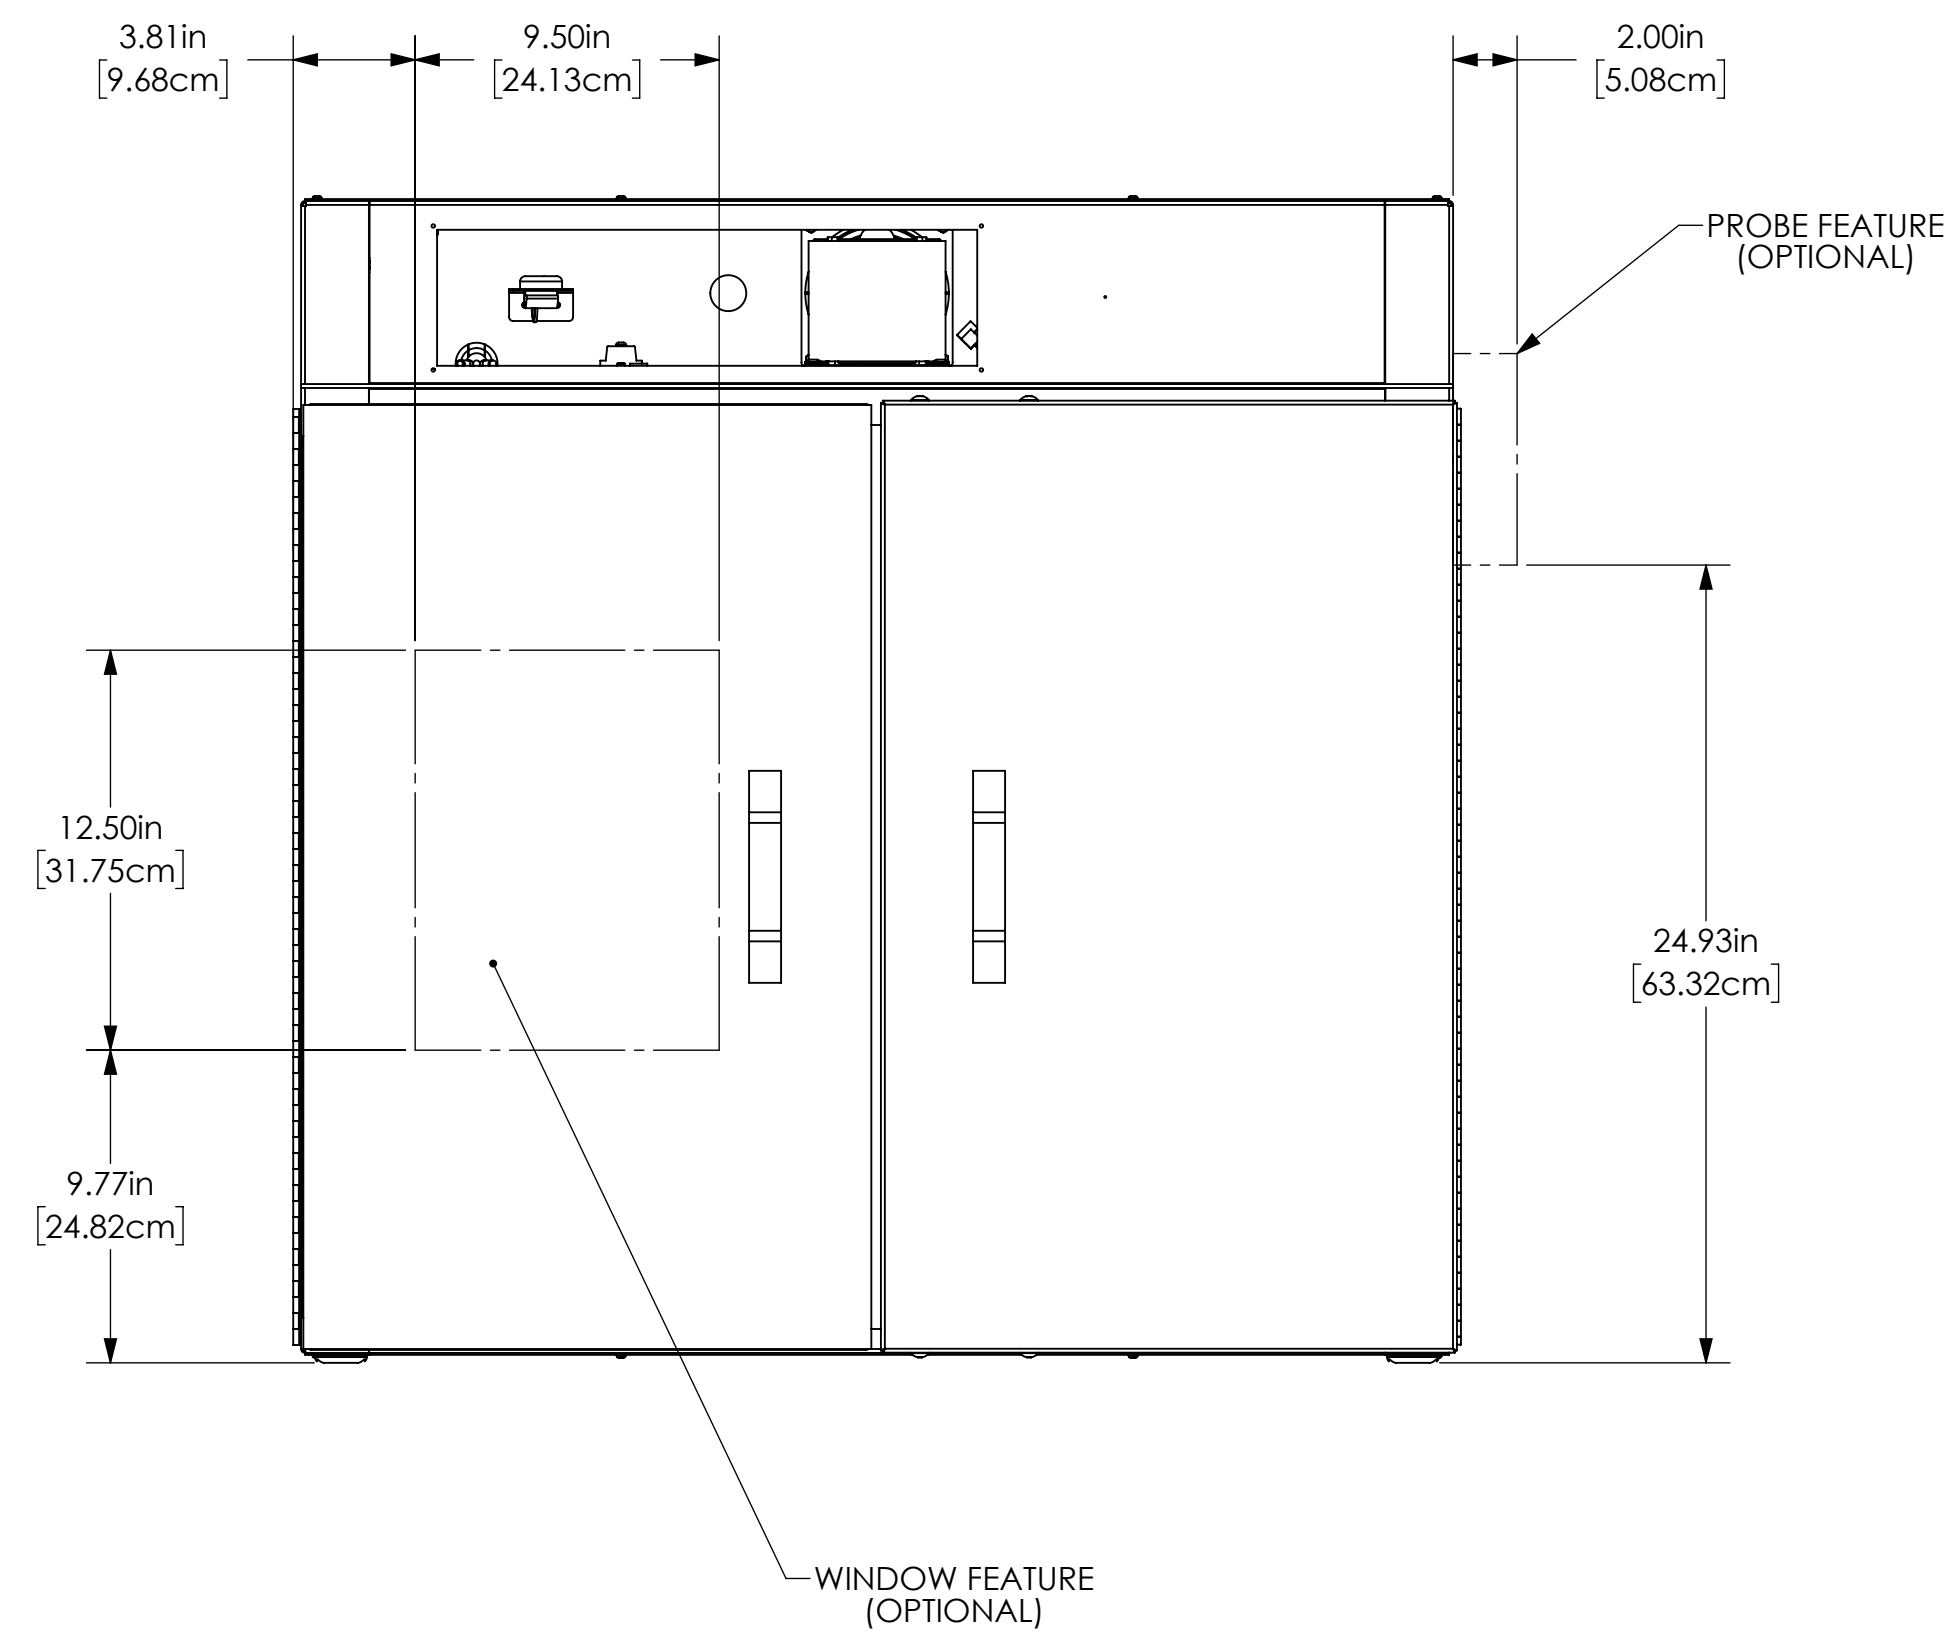 3.81in
[9.68cm]
9.50in
[24.13cm]
2.00in
[5.08cm]
PROBE FEATURE
(OPTIONAL)
12.50in
[31.75cm]
24.93in
[63.32cm]
9.77in
[24.82cm]
WINDOW FEATURE
(OPTIONAL)